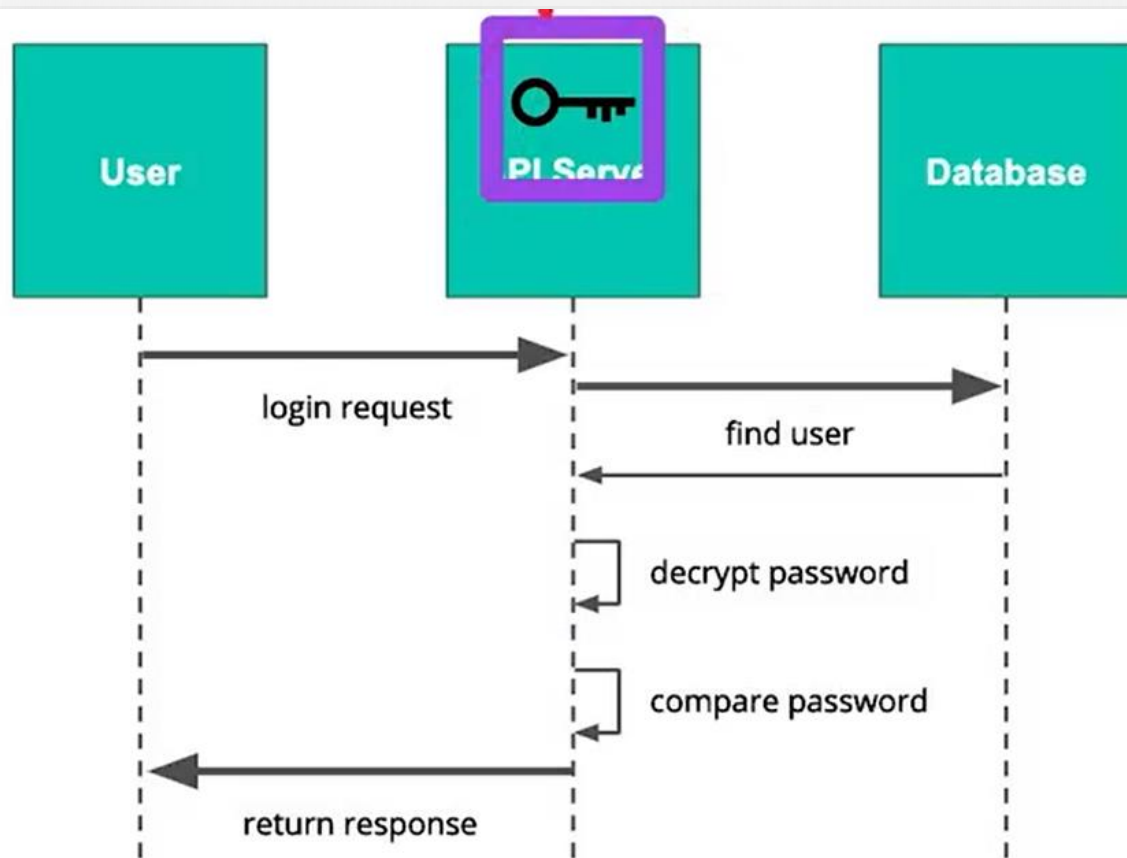 User
PI Serve
Database
login request
find user
decrypt password
compare password
return response